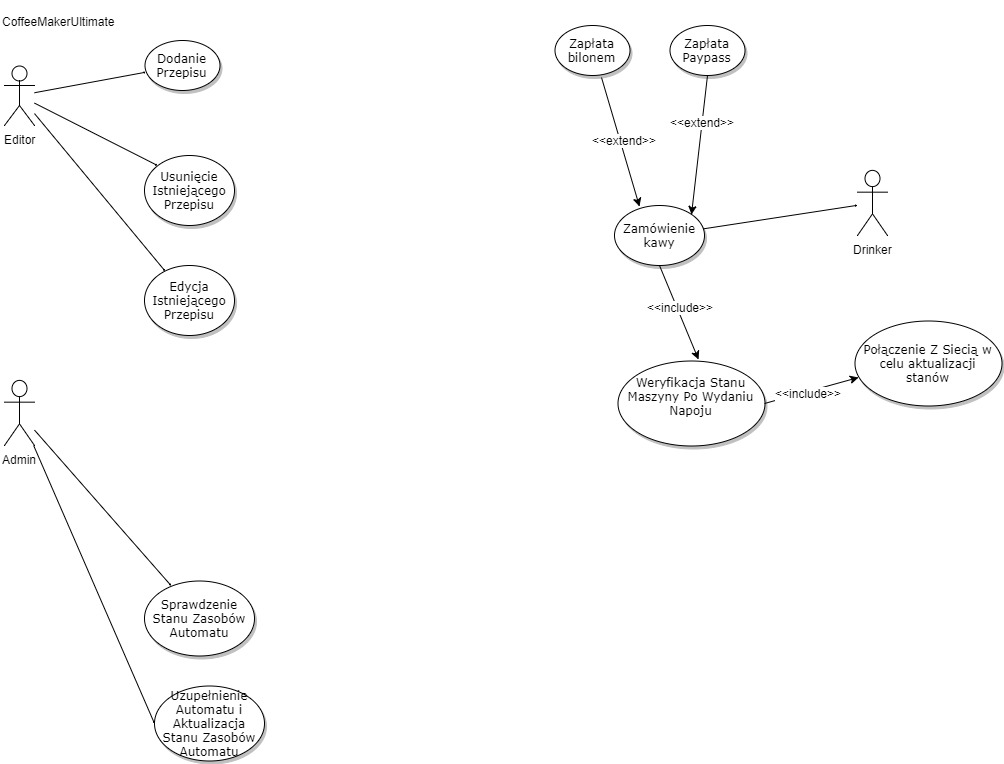 CoffeeMakerUltimate
Dodanie
Przepisu
Editor
Usunięcie
Istniejącego
Przepisu
Edycja
Istniejącego
Przepisu
Admin
Sprawdzenie
Stanu Zasobów
Automatu
Uzupełnienie
Automatu i
Aktualizacja
Stanu Zasobów
Automatu
Zapłata
bilonem
Zapłata
Paypass
<<extend>>
<<extend>>
Zamówienie
kawy
Drinker
<<include>>
Weryfikacja Stanu
Maszyny Po Wydaniu
Napoju
<<include>>
Połączenie Z Siecią w
celu aktualizacji
stanów